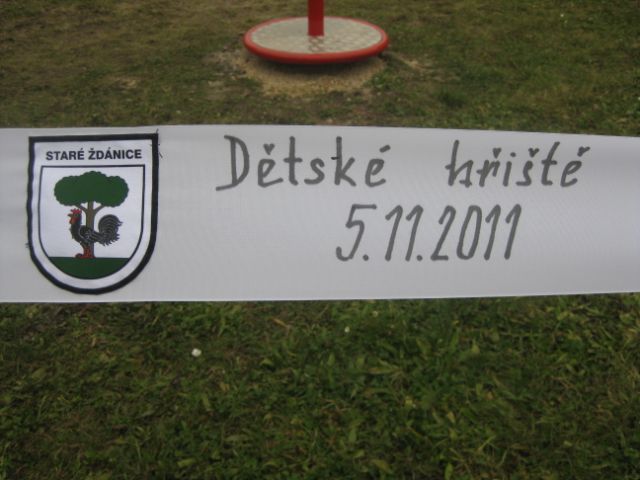 STARÉ ŽDÁNICE
Dětské hřiště
5.11.2011